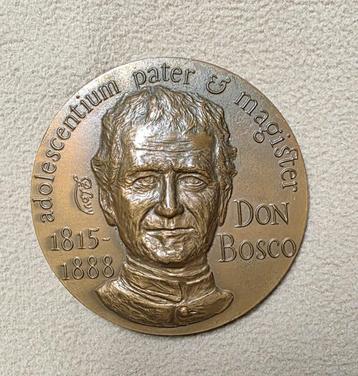 adolescentium pater & magister
1815-
1888
DON
BOSCO